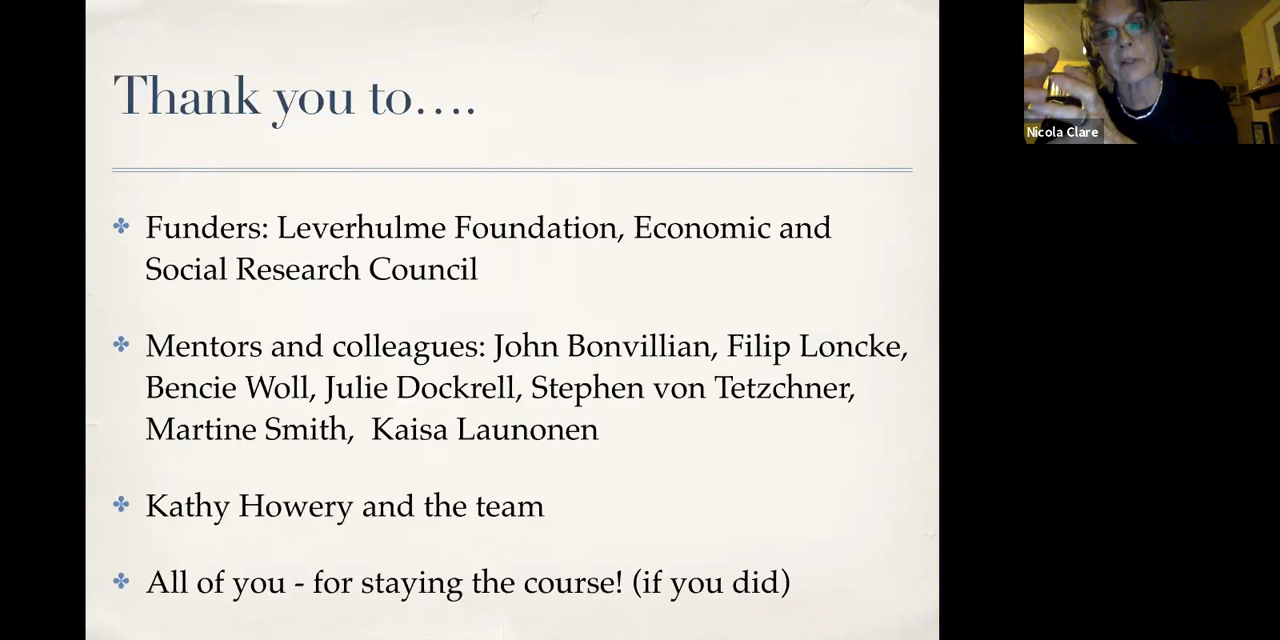 Thank you to….
Funders: Leverhulme Foundation, Economic and
Social Research Council
Mentors and colleagues: John Bonvillian, Filip Loncke,
Bencie Woll, Julie Dockrell, Stephen von Tetzchner,
Martine Smith,  Kaisa Launonen
Kathy Howery and the team
All of you - for staying the course! (if you did)
Nicola Clare